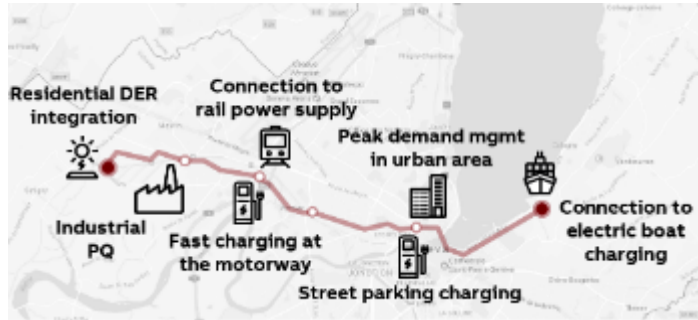 Residential DER
integration
Connection to
rail power supply
Peak demand mgmt
in urban area
Industrial
PQ
Fast charging at
the motorway
Street parking charging
Connection to
electric boat
charging